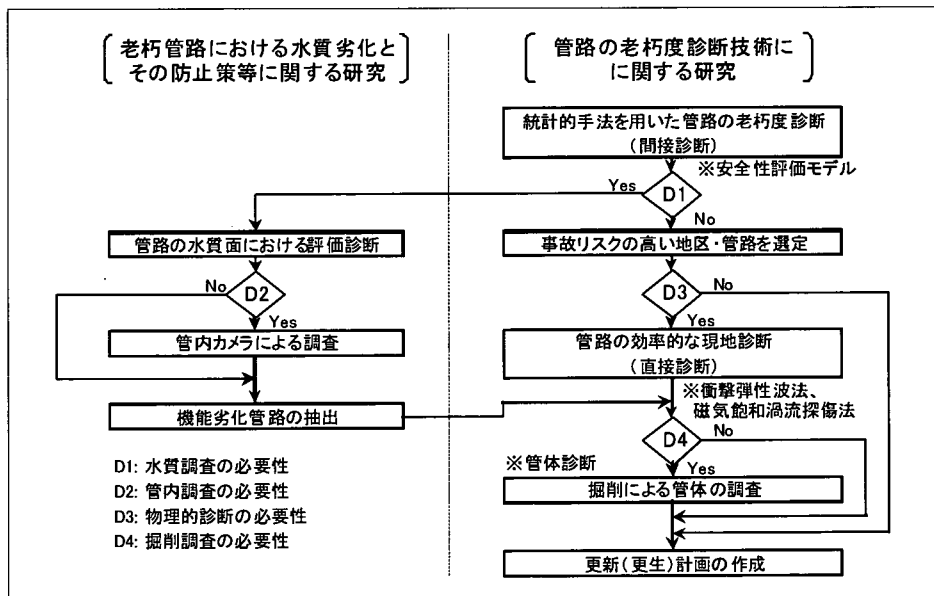 老朽管路における水質劣化と
その防止策等に関する研究
管路の老朽度診断技術に
に関する研究
統計的手法を用いた管路の老朽度診断
(間接診断)
※安全性評価モデル
D1
Yes
No
管路の水質面における評価診断
事故リスクの高い地区・管路を選定
D2
No
Yes
D3
No
Yes
管内カメラによる調査
管路の効率的な現地診断
(直接診断)
※衝撃弾性波法、
磁気飽和渦流探傷法
機能劣化管路の抽出
D4
No
Yes
※管体診断
掘削による管体の調査
D1: 水質調査の必要性
D2: 管内調査の必要性
D3: 物理的診断の必要性
D4: 掘削調査の必要性
更新(更生)計画の作成